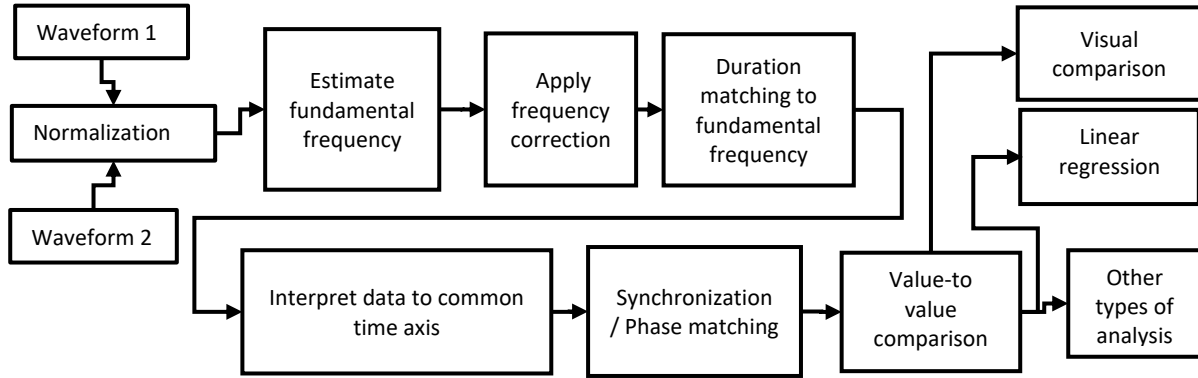 Waveform 1
Normalization
Waveform 2
Estimate
fundamental
frequency
Apply
frequency
correction
Duration
matching to
fundamental
frequency
Interpret data to common
time axis
Synchronization
/ Phase matching
Value-to
value
comparison
Visual
comparison
Linear
regression
Other
types of
analysis